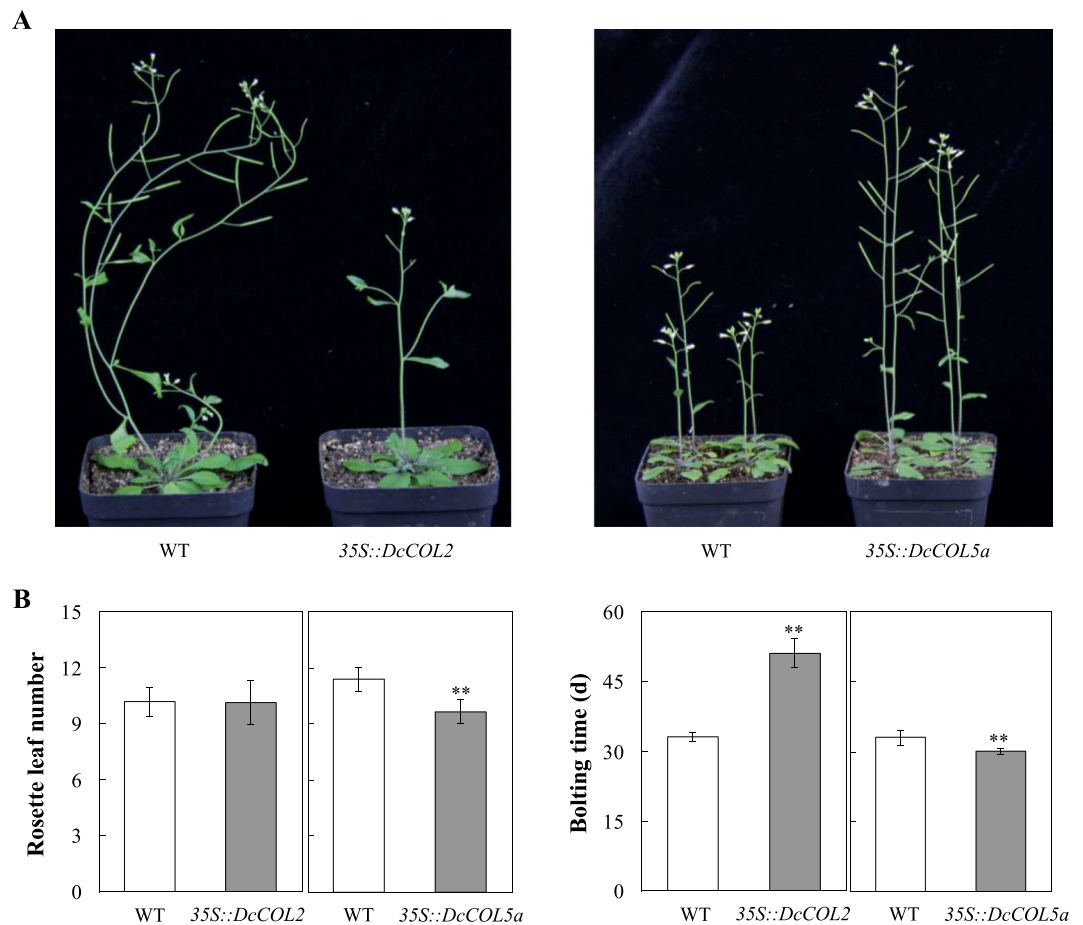 A
WT
35S::DcCOL2
WT
35S::DcCOL5a
B
Rosette leaf number
15
12
9
6
3
0
**
WT
35S::DcCOL2
WT
35S::DcCOL5a
Bolting time (d)
60
45
30
15
0
**
**
WT
35S::DcCOL2
WT
35S::DcCOL5a